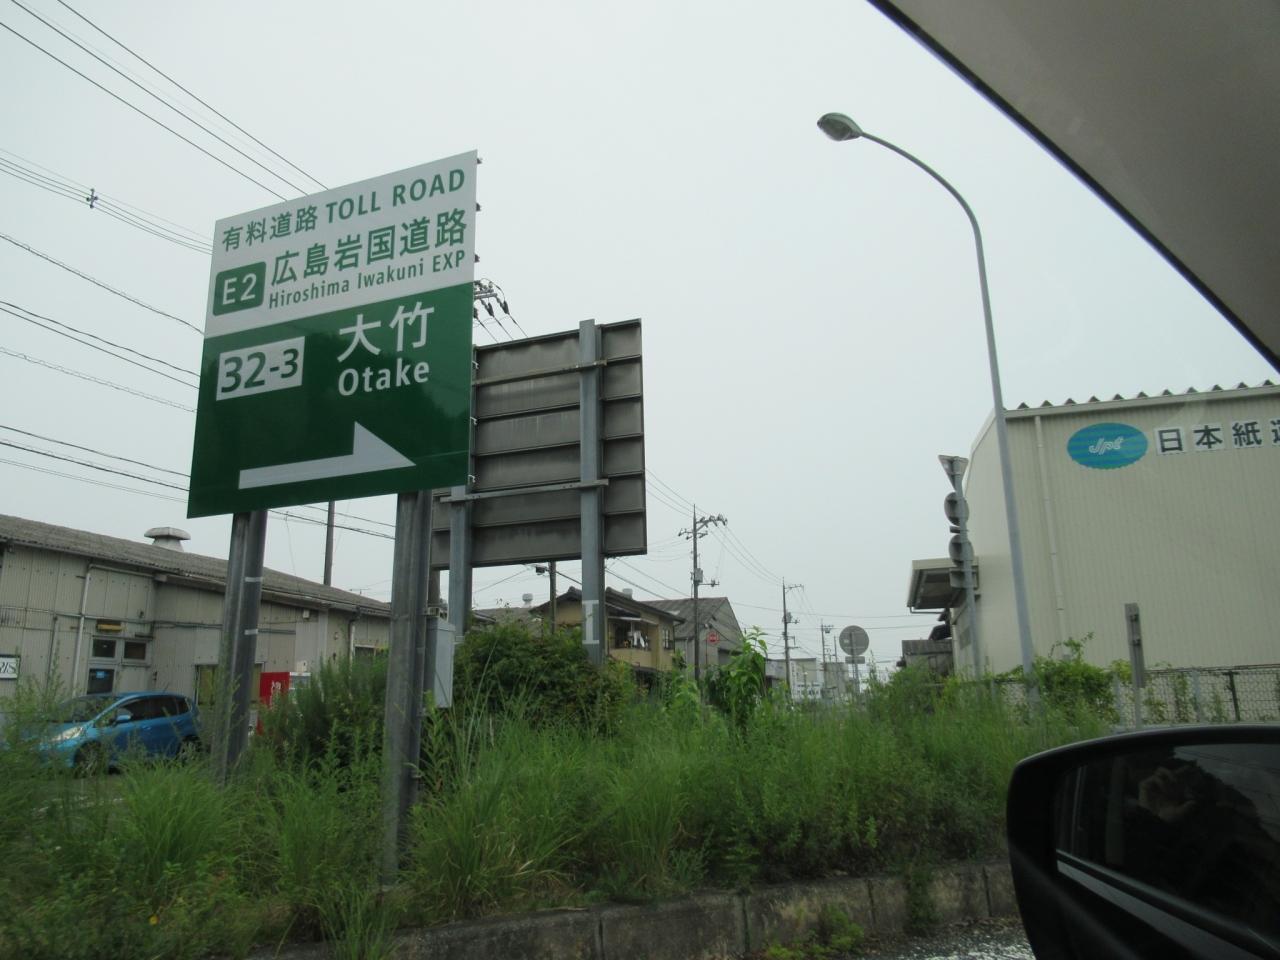 有料道路 TOLL ROAD
E2 広島岩国道路
Hiroshima Iwakuni EXP
32-3 大竹
Otake
Jpt 日本紙